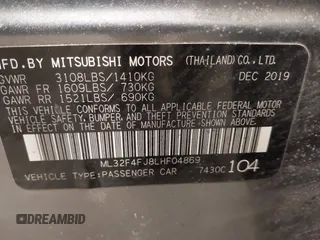 MFD. BY MITSUBISHI MOTORS (THAILAND) CO., LTD.
GVWR 3108LBS/1410KG DEC 2019
GAWR FR 1609LBS/ 730KG
GAWR RR 1521LBS/ 690KG
THIS VEHICLE CONFORMS TO ALL APPLICABLE FEDERAL
MOTOR VEHICLE SAFETY, BUMPER, AND THEFT PREVENTION
STANDARDS IN EFFECT ON THE DATE OF MANUFACTURE
SHOWN ABOVE.
ML32F4FJ8LHF04869
VEHICLE TYPE:PASSENGER CAR 7430C 104
DREAMBID